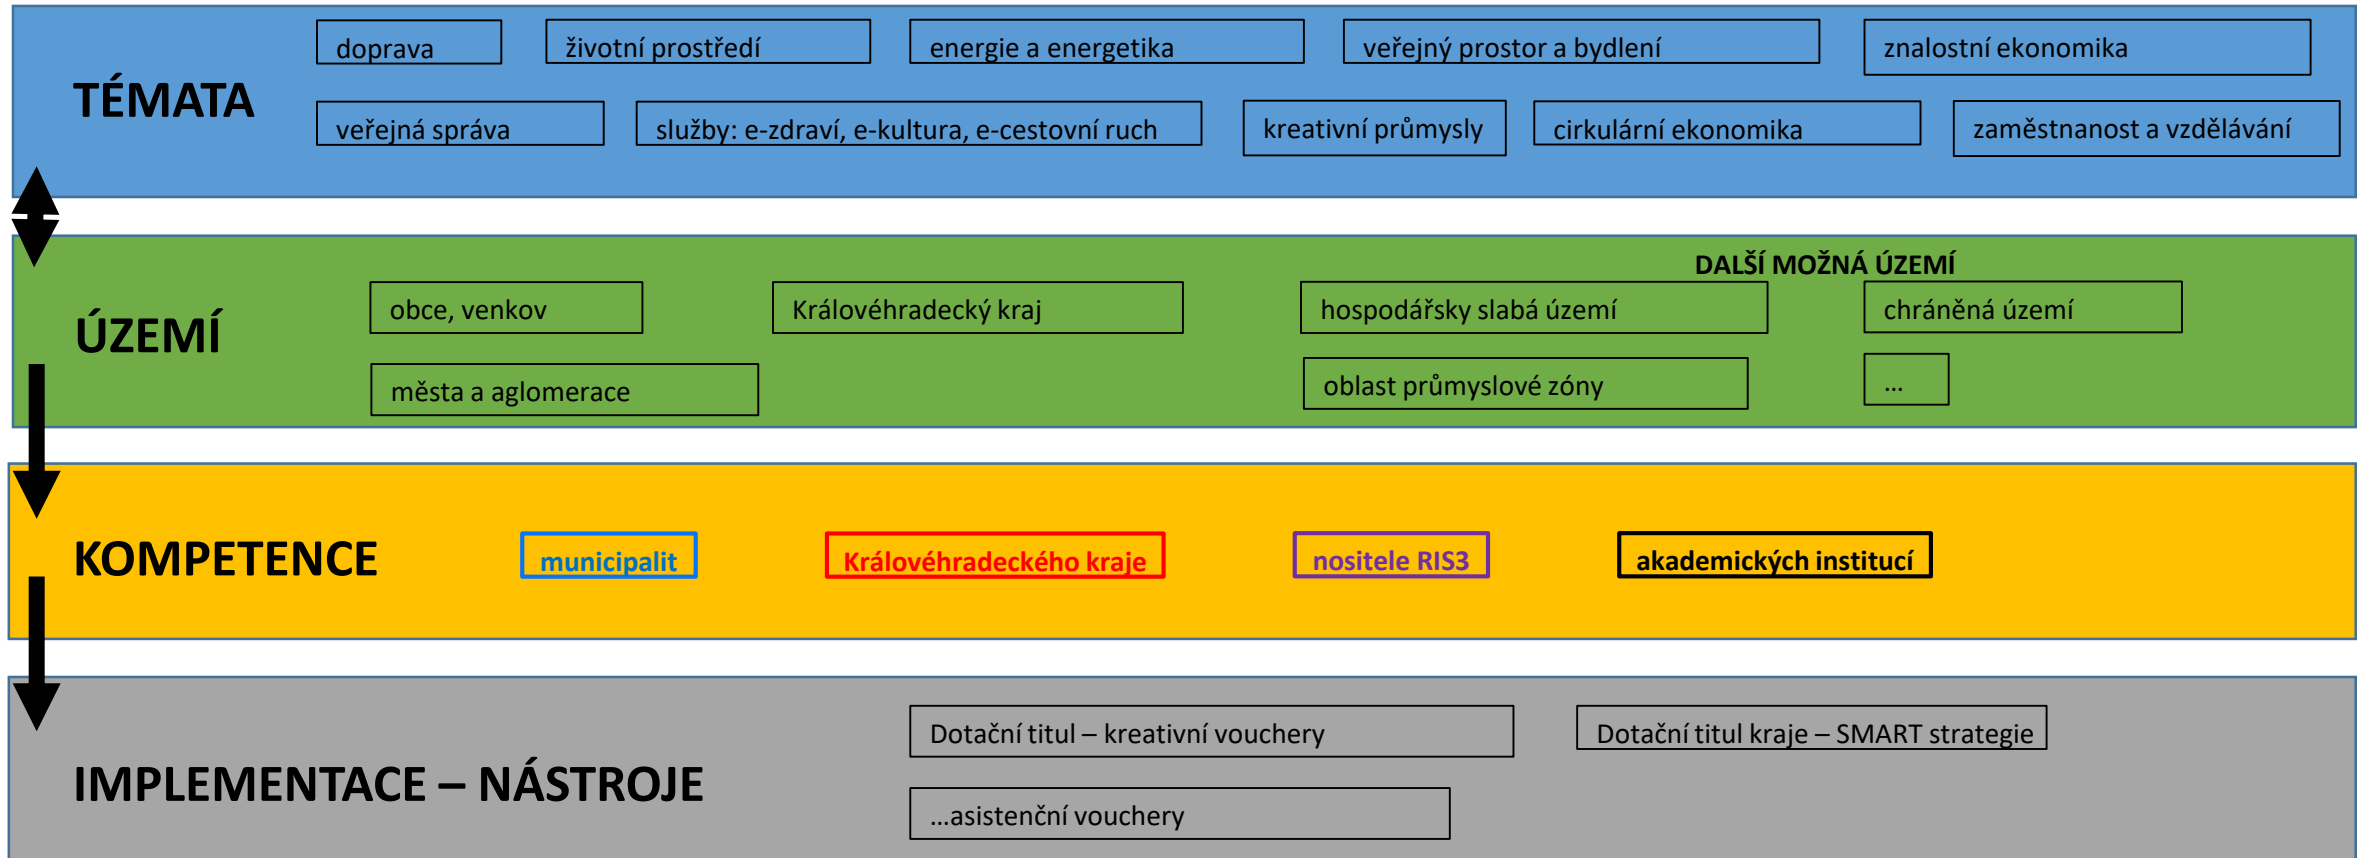 TÉMATA
doprava
životní prostředí
energie a energetika
veřejný prostor a bydlení
znalostní ekonomika
veřejná správa
služby: e-zdraví, e-kultura, e-cestovní ruch
kreativní průmysly
cirkulární ekonomika
zaměstnanost a vzdělávání
ÚZEMÍ
DALŠÍ MOŽNÁ ÚZEMÍ
obce, venkov
Královéhradecký kraj
hospodářsky slabá území
chráněná území
města a aglomerace
oblast průmyslové zóny
...
KOMPETENCE
municipalit
Královéhradeckého kraje
nositele RIS3
akademických institucí
IMPLEMENTACE – NÁSTROJE
Dotační titul – kreativní vouchery
Dotační titul kraje – SMART strategie
...asistenční vouchery